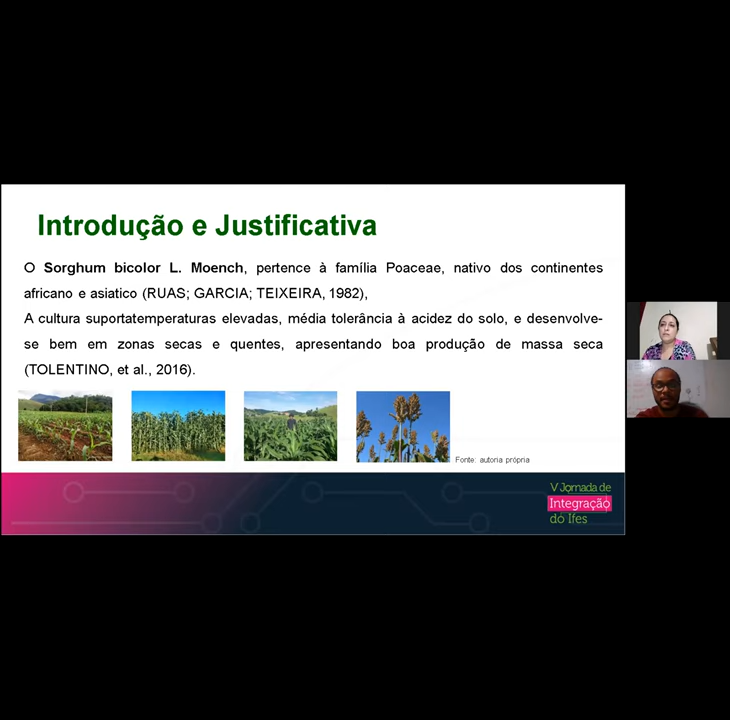 Introdução e Justificativa
O Sorghum bicolor L. Moench, pertence à família Poaceae, nativo dos continentes
africano e asiatico (RUAS; GARCIA; TEIXEIRA, 1982),
A cultura suportatemperaturas elevadas, média tolerância à acidez do solo, e desenvolve-
se bem em zonas secas e quentes, apresentando boa produção de massa seca
(TOLENTINO, et al., 2016).
Fonte: autoria própria
V Jornada de
Integração
do Ifes